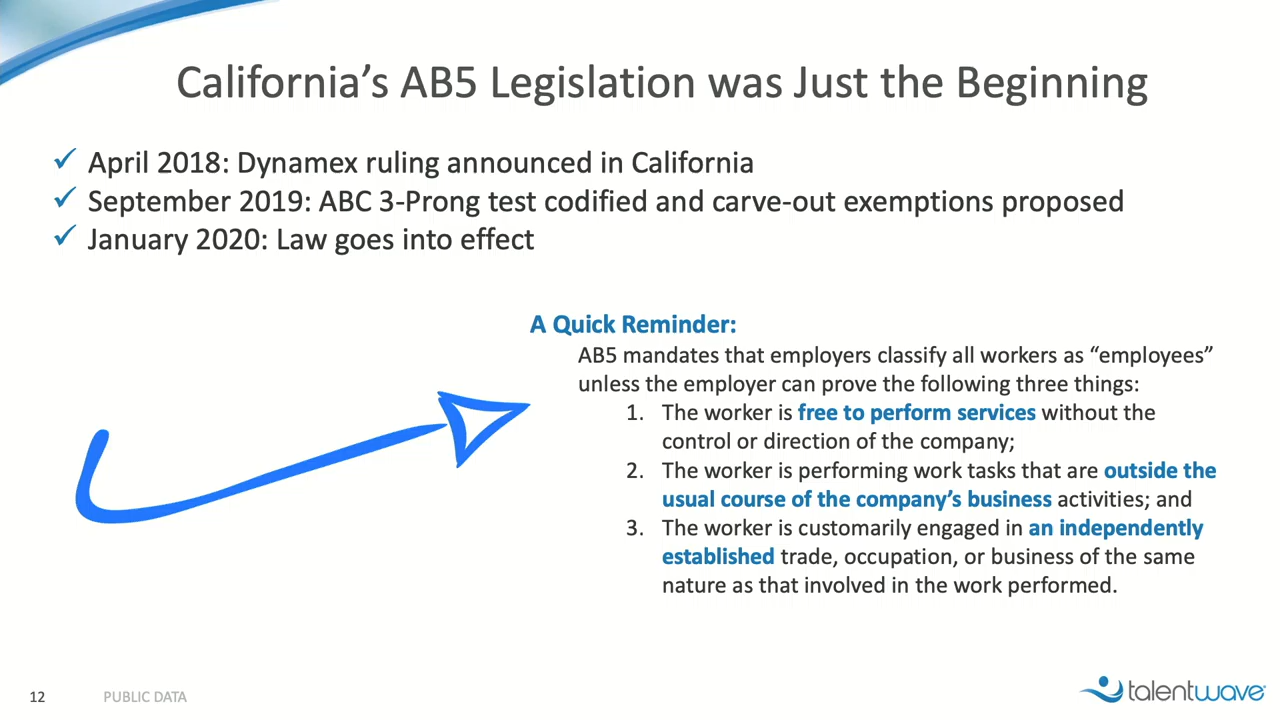 California’s AB5 Legislation was Just the Beginning
✓ April 2018: Dynamex ruling announced in California
✓ September 2019: ABC 3-Prong test codified and carve-out exemptions proposed
✓ January 2020: Law goes into effect
A Quick Reminder:
AB5 mandates that employers classify all workers as “employees”
unless the employer can prove the following three things:
1. The worker is free to perform services without the
control or direction of the company;
2. The worker is performing work tasks that are outside the
usual course of the company’s business activities; and
3. The worker is customarily engaged in an independently
established trade, occupation, or business of the same
nature as that involved in the work performed.
12 PUBLIC DATA
talentwave